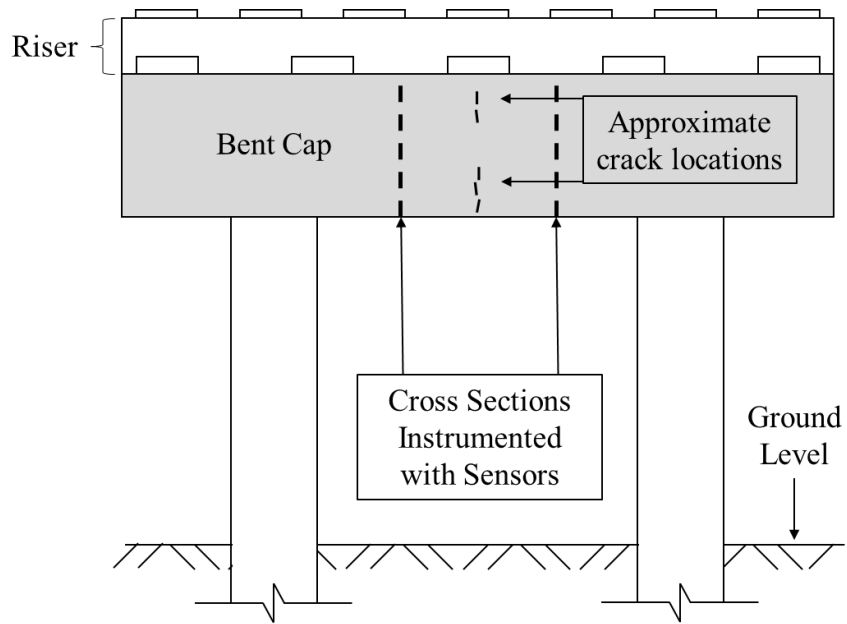 Riser
Bent Cap
Approximate
crack locations
Cross Sections
Instrumented
with Sensors
Ground
Level